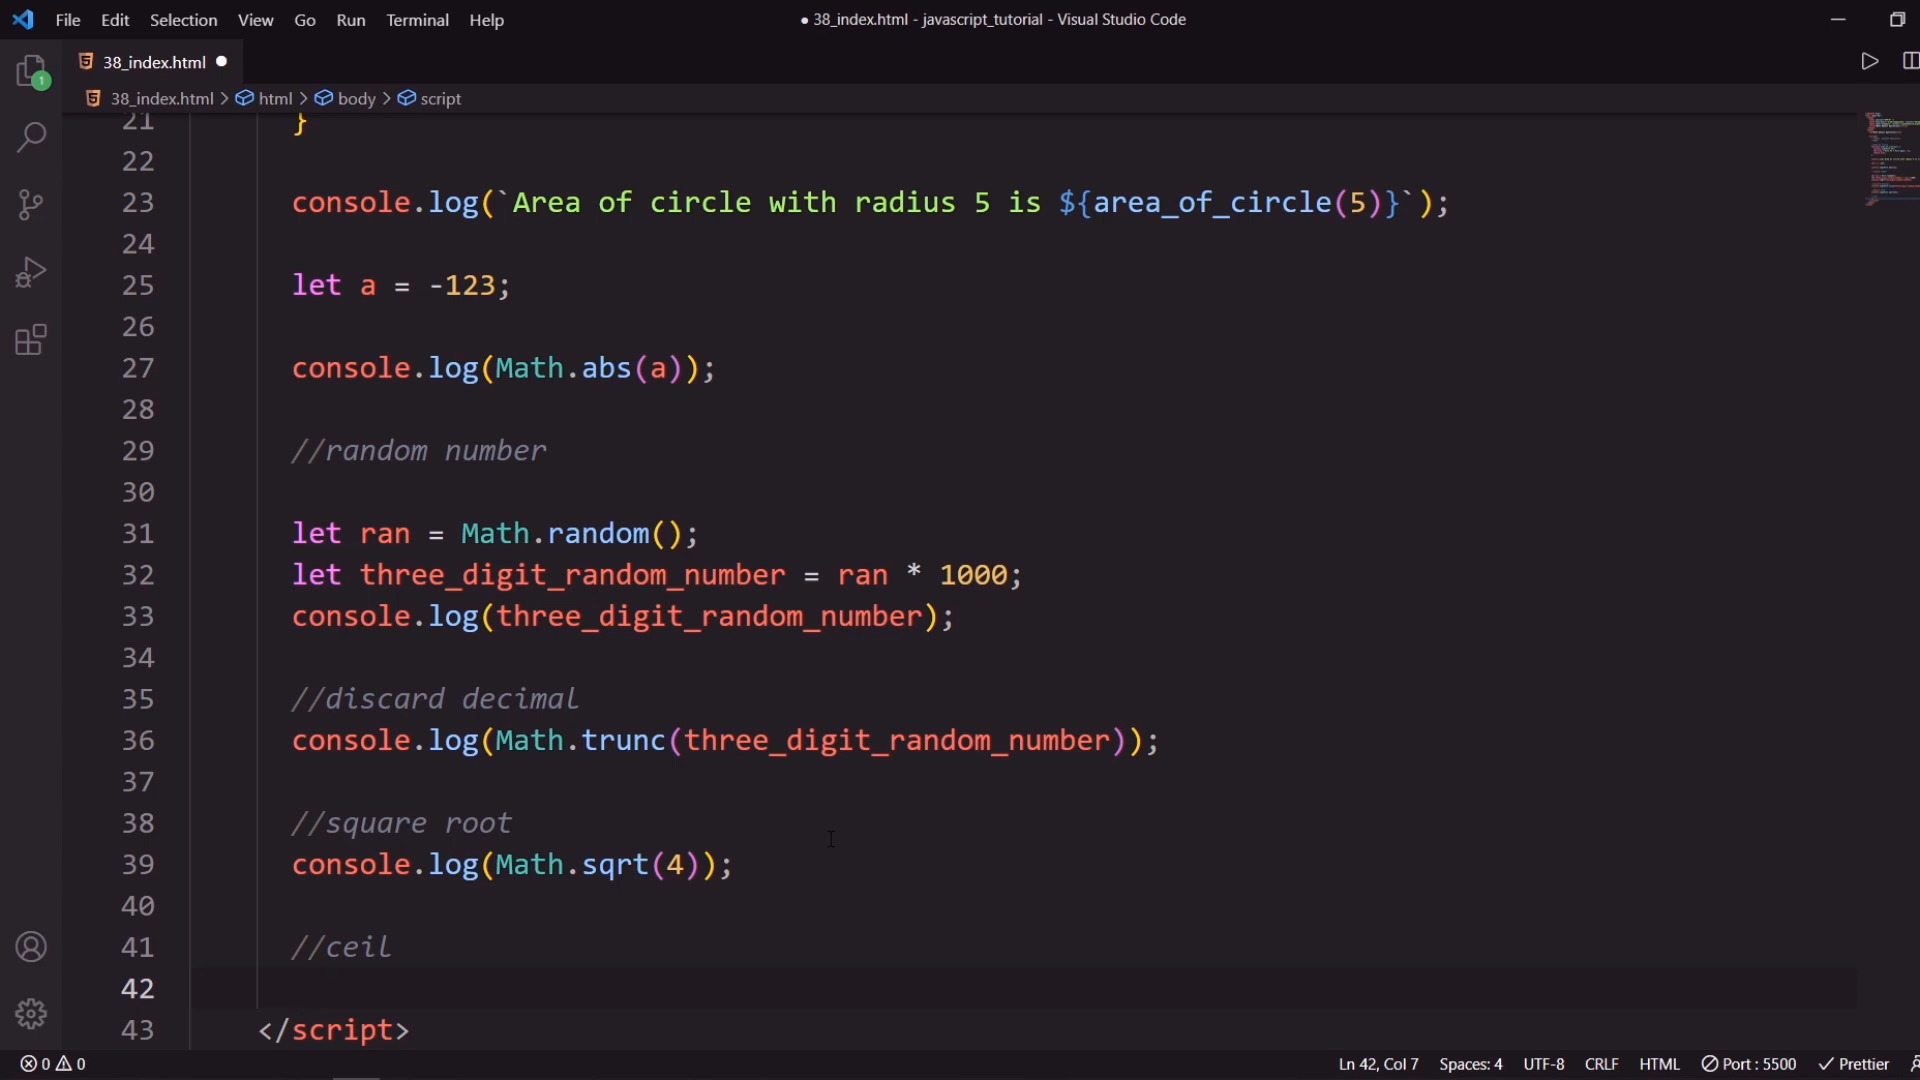 File Edit Selection View Go Run Terminal Help ● 38_index.html - javascript_tutorial - Visual Studio Code
38_index.html ●
38_index.html > html > body > script
1
21 }
22
23 console.log(`Area of circle with radius 5 is ${area_of_circle(5)}`);
24
25 let a = -123;
26
27 console.log(Math.abs(a));
28
29 //random number
30
31 let ran = Math.random();
32 let three_digit_random_number = ran * 1000;
33 console.log(three_digit_random_number);
34
35 //discard decimal
36 console.log(Math.trunc(three_digit_random_number));
37
38 //square root
39 console.log(Math.sqrt(4));
40
41 //ceil
42
43 </script>
0 0 Ln 42, Col 7 Spaces: 4 UTF-8 CRLF HTML Port : 5500 Prettier